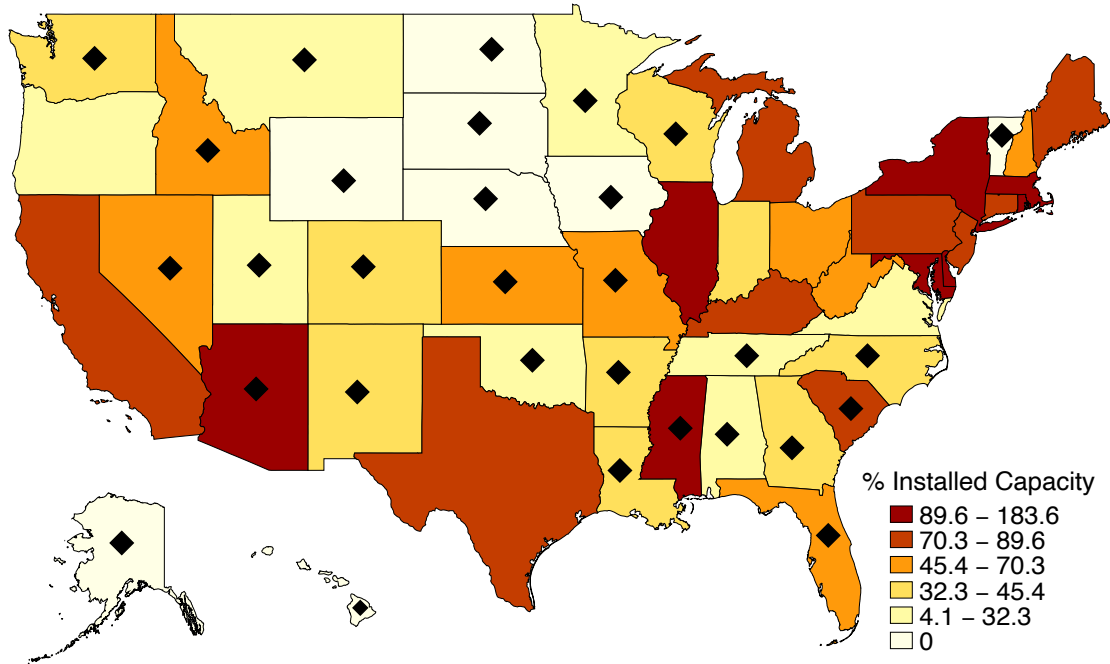 % Installed Capacity
89.6 − 183.6
70.3 − 89.6
45.4 − 70.3
32.3 − 45.4
4.1 − 32.3
0